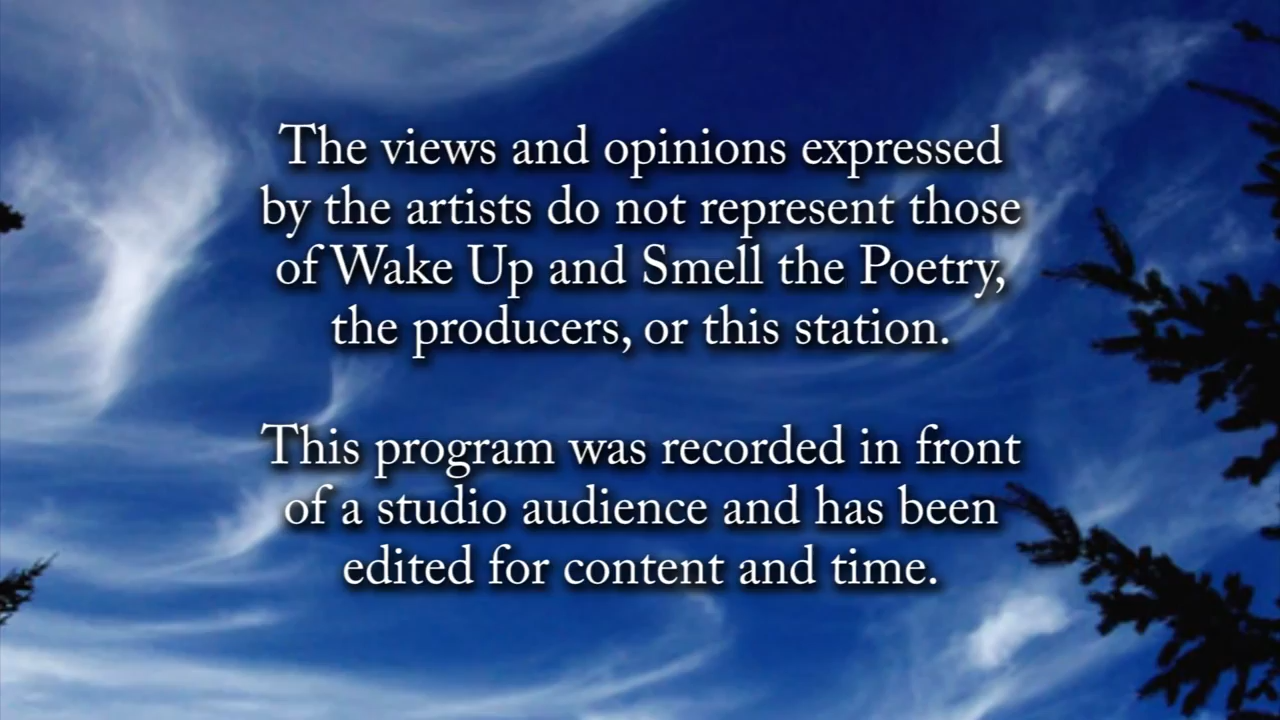 The views and opinions expressed
by the artists do not represent those
of Wake Up and Smell the Poetry,
the producers, or this station.
This program was recorded in front
of a studio audience and has been
edited for content and time.